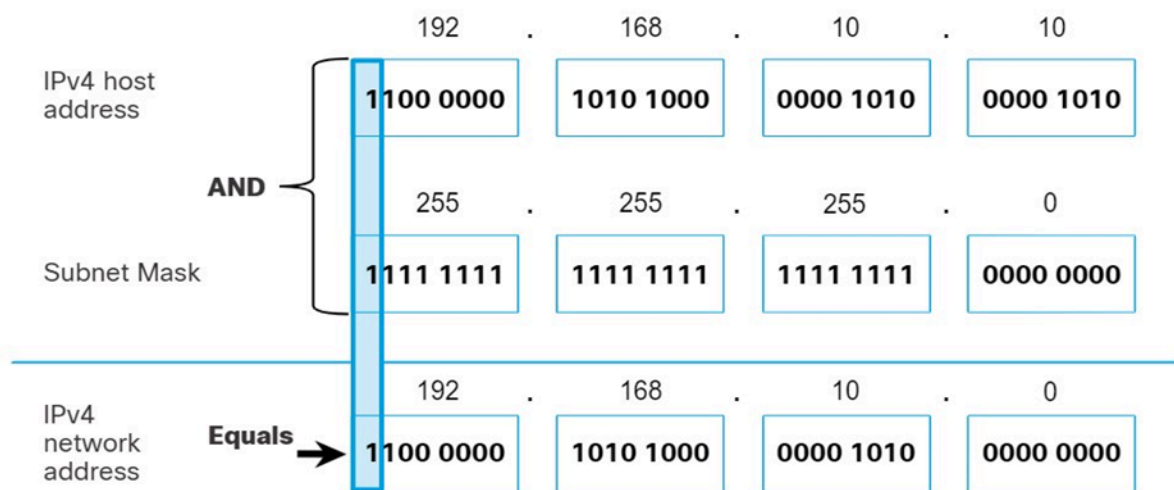 192 . 168 . 10 . 10
IPv4 host
address
1100 0000 1010 1000 0000 1010 0000 1010
AND
255 . 255 . 255 . 0
Subnet Mask
1111 1111 1111 1111 1111 1111 0000 0000
192 . 168 . 10 . 0
IPv4
network
address
Equals
1100 0000 1010 1000 0000 1010 0000 0000